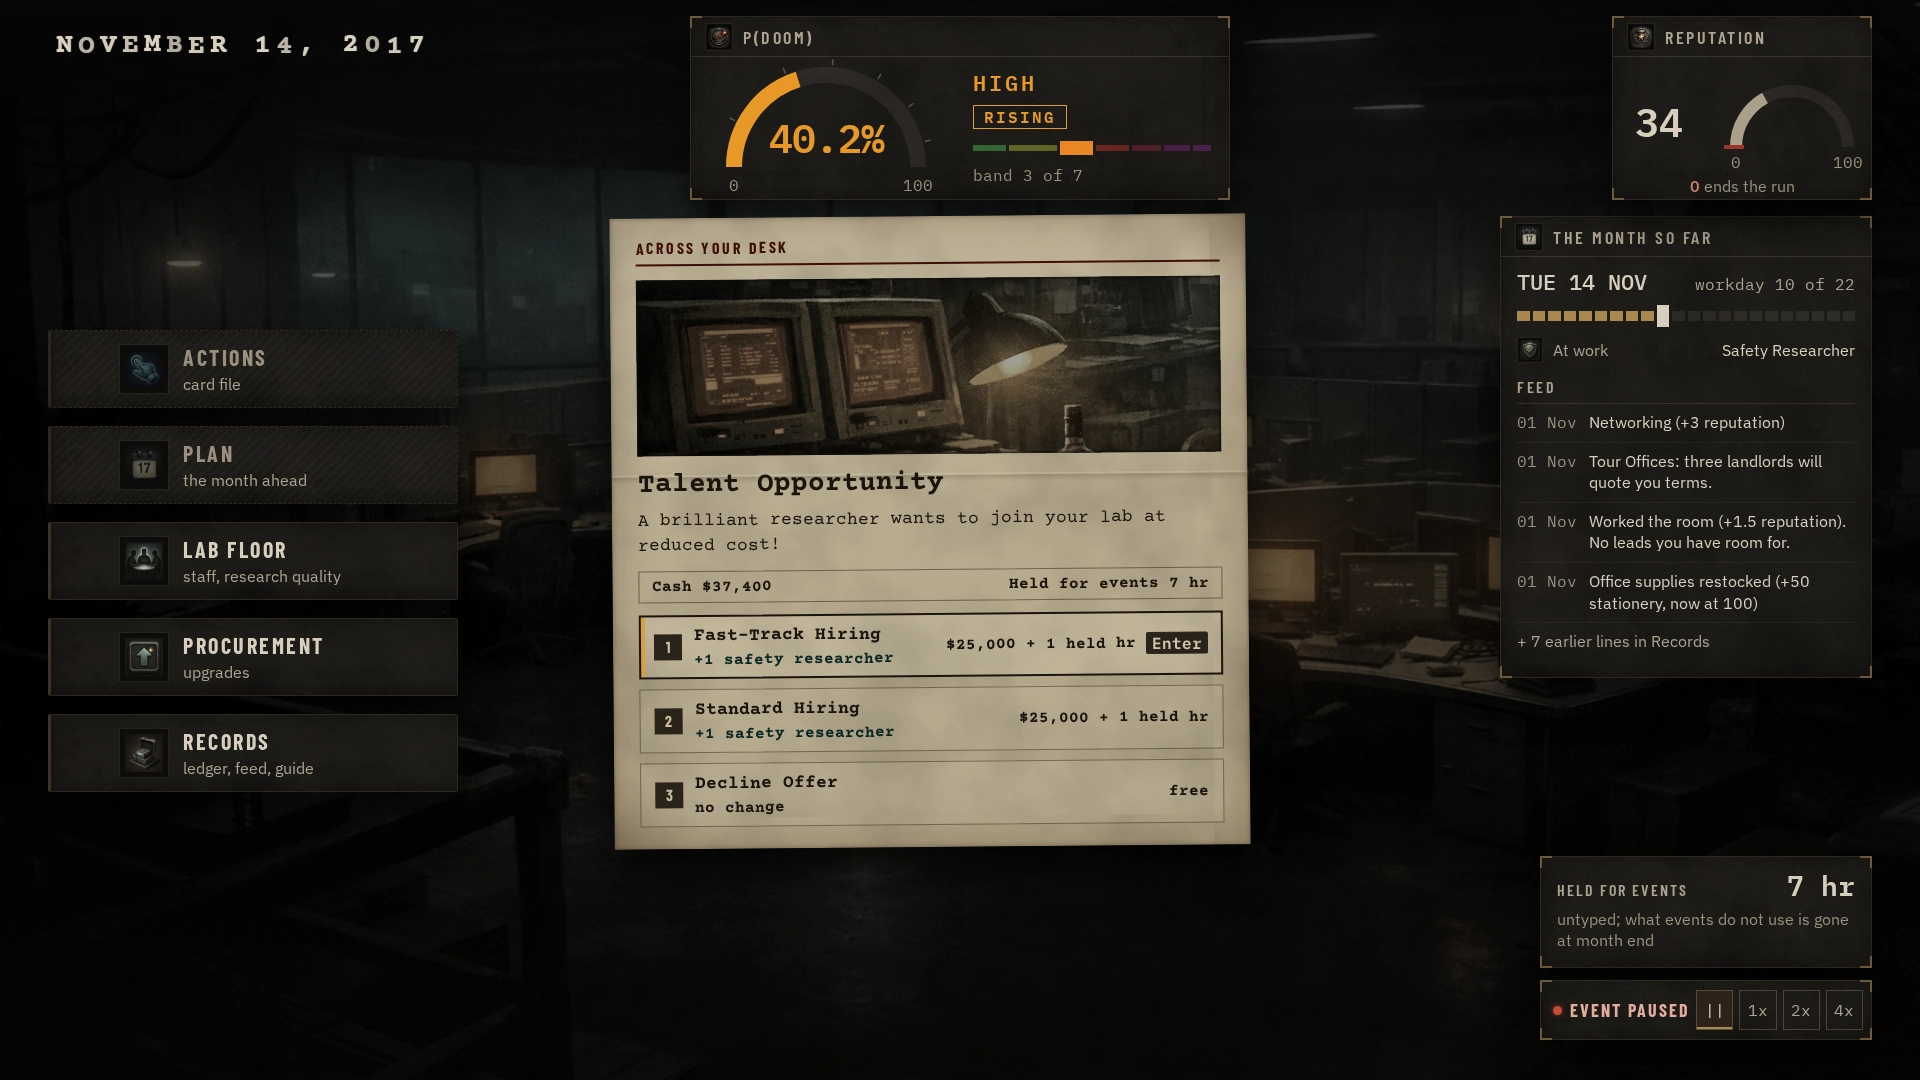 NOVEMBER 14, 2017
P(DOOM)
40.2%
0
100
HIGH
RISING
band 3 of 7
REPUTATION
34
0
100
0 ends the run
ACTIONS
card file
PLAN
the month ahead
LAB FLOOR
staff, research quality
PROCUREMENT
upgrades
RECORDS
ledger, feed, guide
ACROSS YOUR DESK
Talent Opportunity
A brilliant researcher wants to join your lab at
reduced cost!
Cash $37,400
Held for events 7 hr
1
Fast-Track Hiring
+1 safety researcher
$25,000 + 1 held hr
Enter
2
Standard Hiring
+1 safety researcher
$25,000 + 1 held hr
3
Decline Offer
no change
free
17
THE MONTH SO FAR
TUE 14 NOV
workday 10 of 22
At work
Safety Researcher
FEED
01 Nov Networking (+3 reputation)
01 Nov Tour Offices: three landlords will
quote you terms.
01 Nov Worked the room (+1.5 reputation).
No leads you have room for.
01 Nov Office supplies restocked (+50
stationery, now at 100)
+ 7 earlier lines in Records
HELD FOR EVENTS
7 hr
untyped; what events do not use is gone
at month end
EVENT PAUSED
||
1x
2x
4x
17